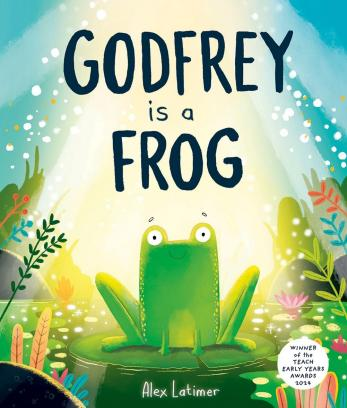 GODFREY
is a
FROG
WINNER
of the
TEACH
EARLY YEARS
AWARDS
2024
Alex Latimer